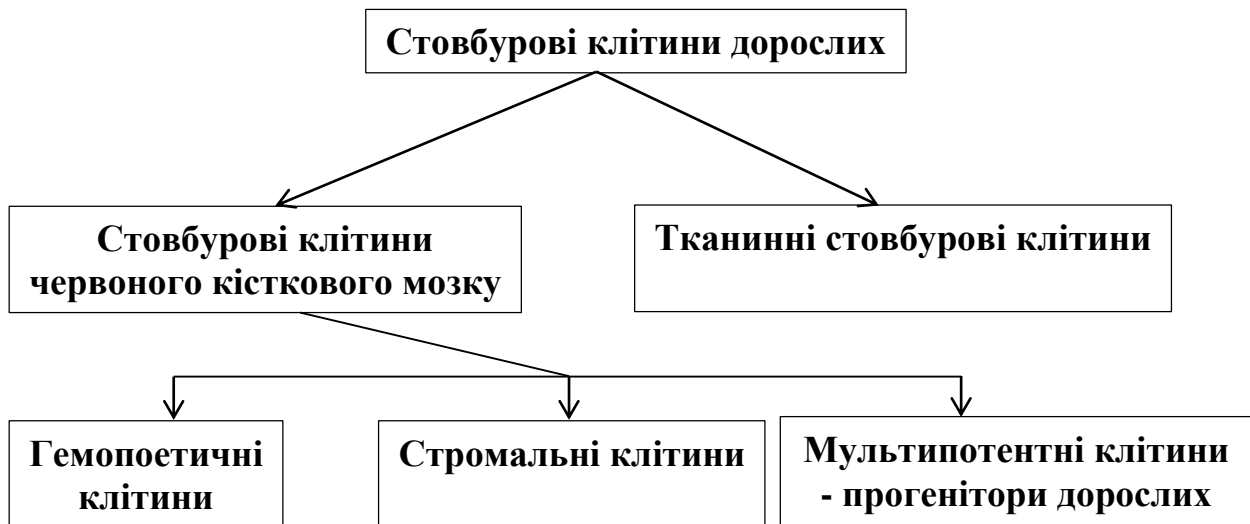 Стовбурові клітини дорослих
Стовбурові клітини
червоного кісткового мозку
Тканинні стовбурові клітини
Гемопоетичні
клітини
Стромальні клітини
Мультипотентні клітини
- прогенітори дорослих